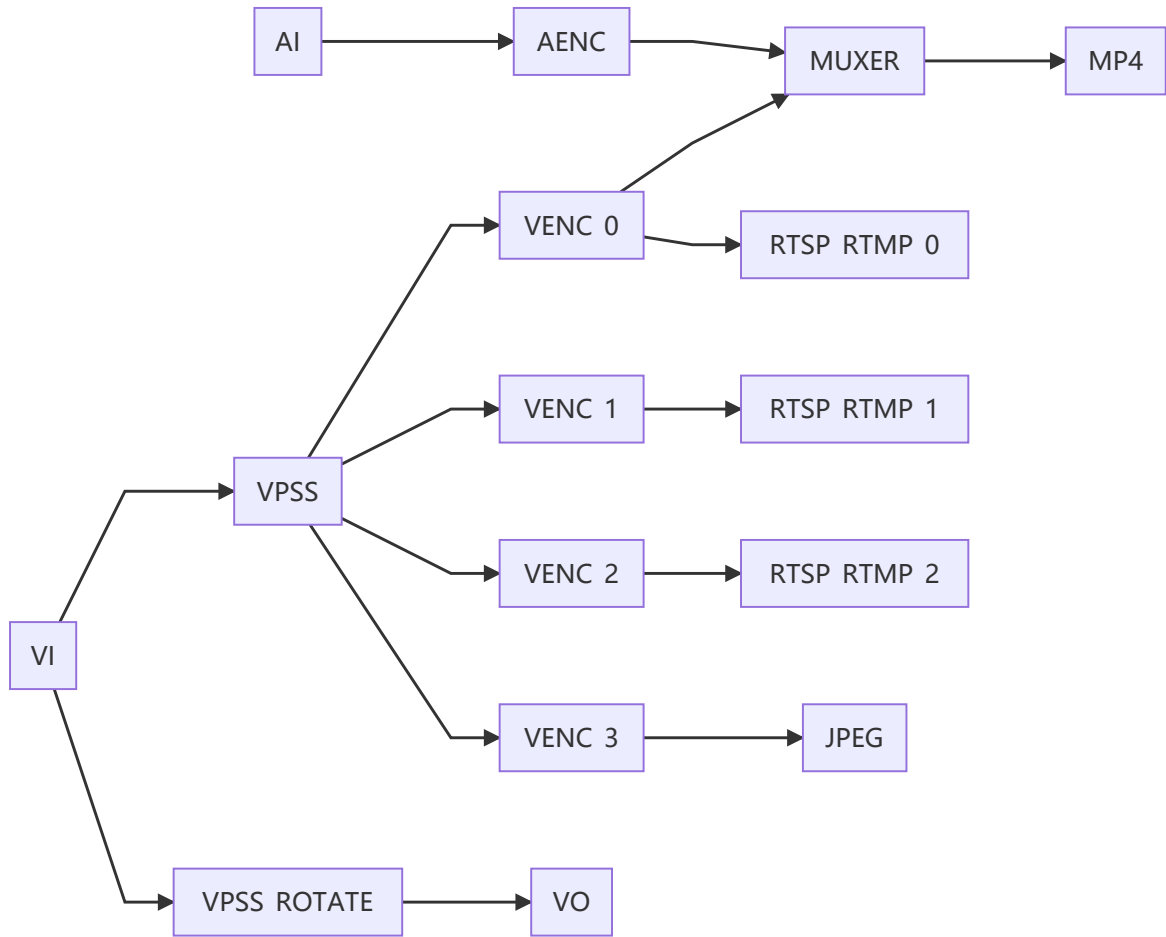 AI
AENC
MUXER
MP4
VENC 0
RTSP RTMP 0
VENC 1
RTSP RTMP 1
VPSS
VENC 2
RTSP RTMP 2
VI
VENC 3
JPEG
VPSS ROTATE
VO